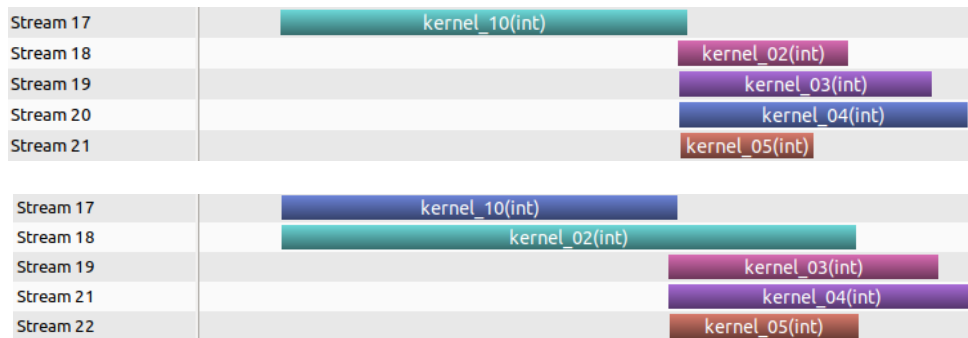 Stream 17 kernel_10(int)
Stream 18 kernel_02(int)
Stream 19 kernel_03(int)
Stream 20 kernel_04(int)
Stream 21 kernel_05(int)
Stream 17 kernel_10(int)
Stream 18 kernel_02(int)
Stream 19 kernel_03(int)
Stream 21 kernel_04(int)
Stream 22 kernel_05(int)